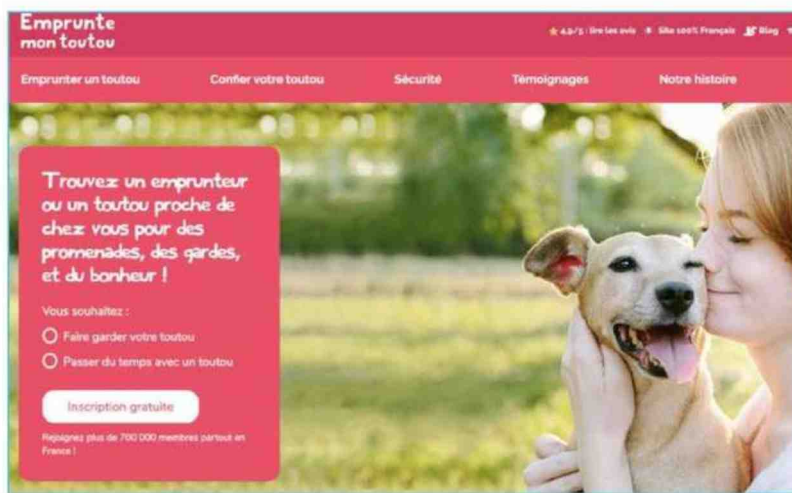 Emprunte
mon toutou
4,9/5 : lire les avis Site 100% Français Blog
Emprunter un toutou Confier votre toutou Sécurité Témoignages Notre histoire
Trouvez un emprunteur
ou un toutou proche de
chez vous pour des
promenades, des gardes,
et du bonheur !
Vous souhaitez :
Faire garder votre toutou
Passer du temps avec un toutou
Inscription gratuite
Rejoignez plus de 700 000 membres partout en
France !